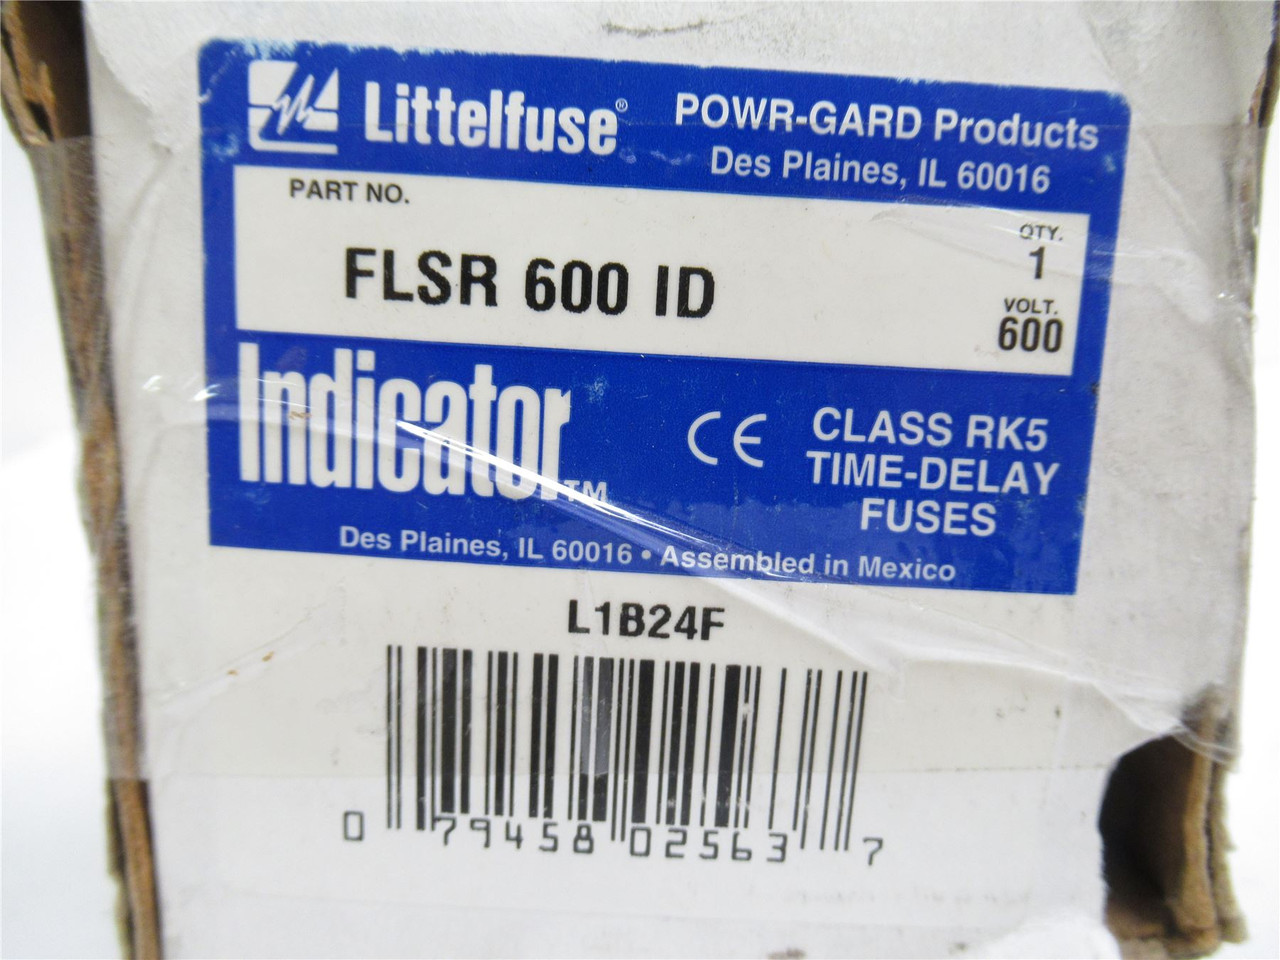 Littelfuse® POWR-GARD Products
Des Plaines, IL 60016
PART NO.
QTY.
1
FLSR 600 ID
VOLT.
600
Indicator™
CE
CLASS RK5
TIME-DELAY
FUSES
Des Plaines, IL 60016 • Assembled in Mexico
L1B24F
0 79458 02563 7